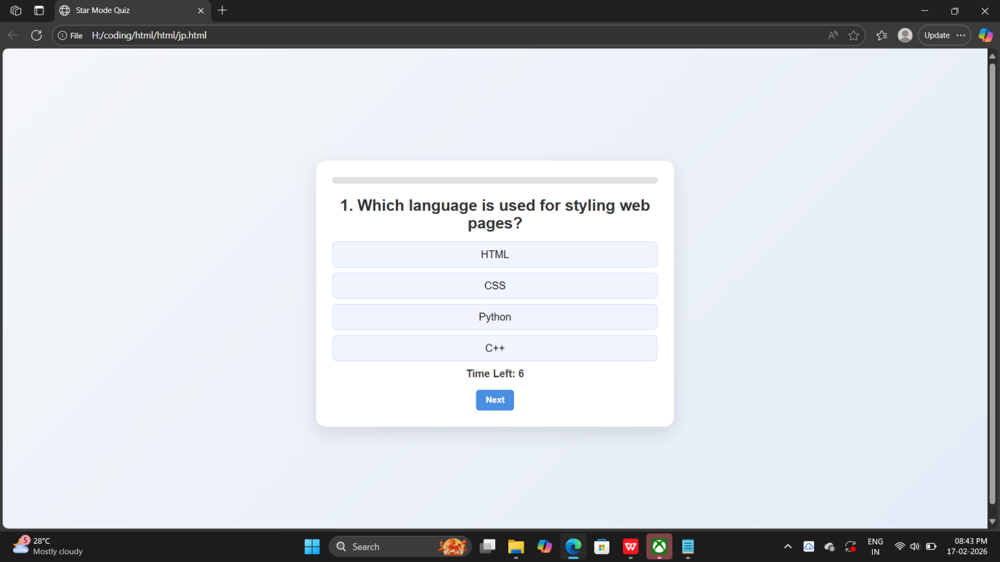 Star Mode Quiz
File H:/coding/html/html/jp.html
Update
1. Which language is used for styling web
pages?
HTML
CSS
Python
C++
Time Left: 6
Next
5
28°C
Mostly cloudy
Search
ENG
IN
08:43 PM
17-02-2026